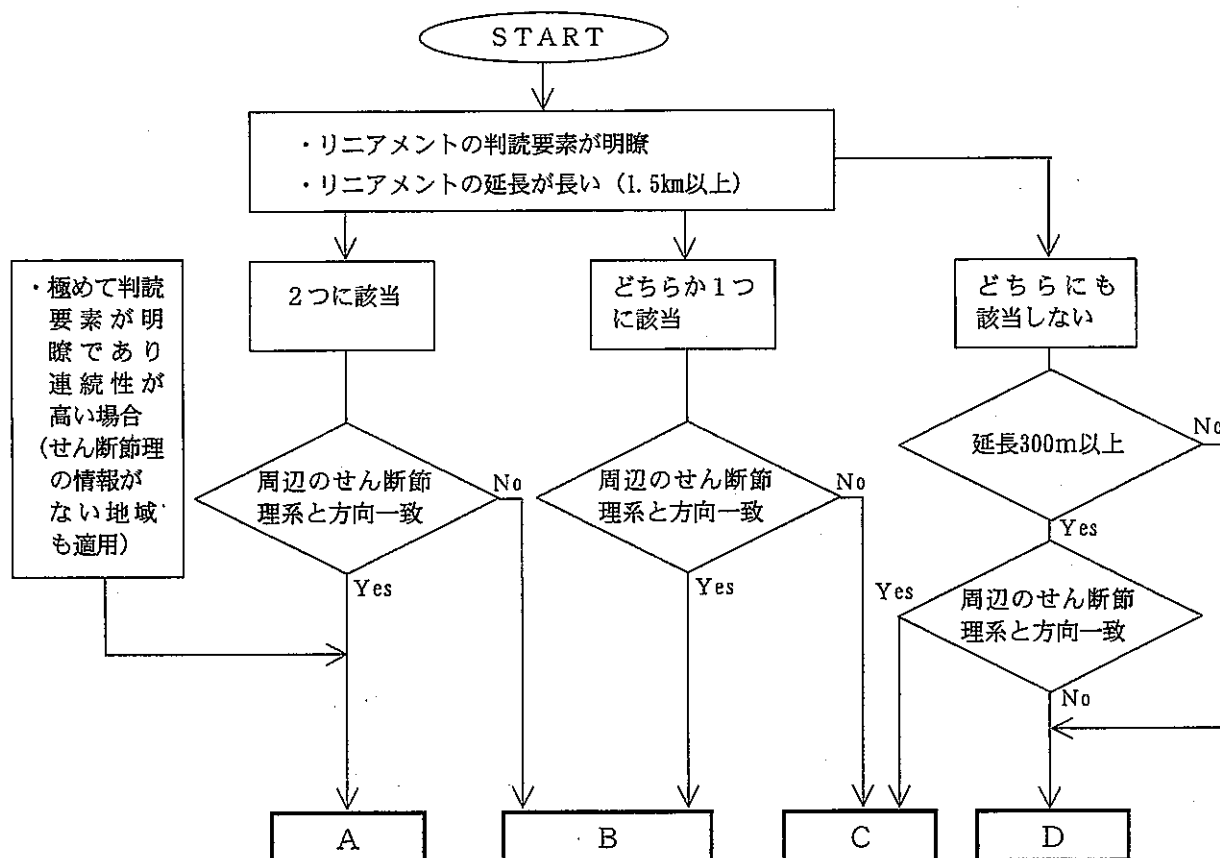 START
・リニアメントの判読要素が明瞭
・リニアメントの延長が長い（1.5km以上）
・極めて判読
要素が明
瞭であり
連続性が
高い場合
（せん断節理
の情報が
ない地域
も適用）
２つに該当
どちらか１つ
に該当
どちらにも
該当しない
延長300m以上
No
Yes
周辺のせん断節
理系と方向一致
No
Yes
周辺のせん断節
理系と方向一致
No
Yes
周辺のせん断節
理系と方向一致
Yes
No
A
B
C
D